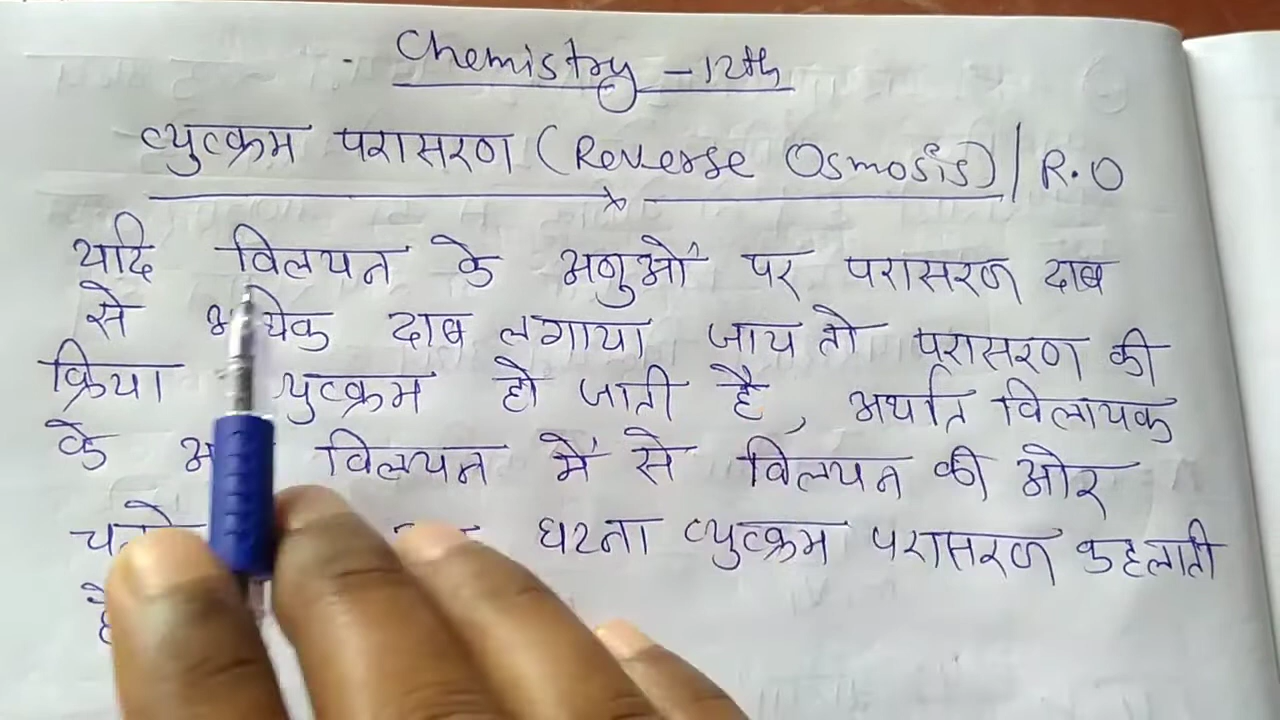 Chemistry - 12th
व्युत्क्रम परासरण (Reverse Osmosis) / R.O
यदि विलयन के अणुओं पर परासरण दाब
से दाब लगाया जाय तो परासरण की
क्रिया व्युत्क्रम हो जाती है, अर्थात विलायक
के विलयन में से विलयन की ओर
घटना व्युत्क्रम परासरण कहलाती
है